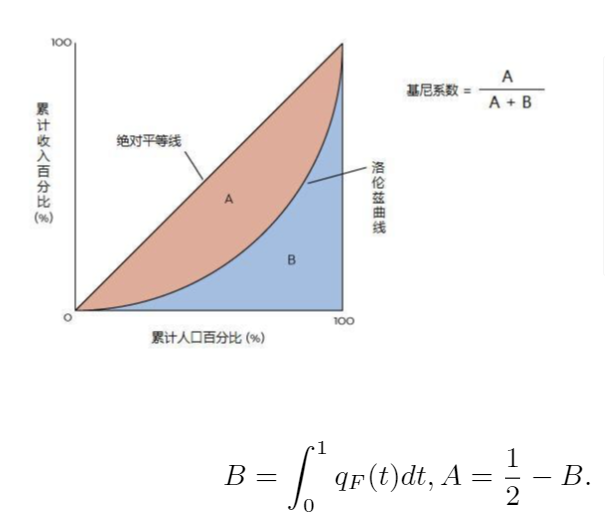 100
累计收入百分比(%)
绝对平等线
A
基尼系数 = A / A + B
洛伦兹曲线
B
0
100
累计人口百分比 (%)
B = ∫₀¹ q_F(t)dt, A = 1/2 − B.